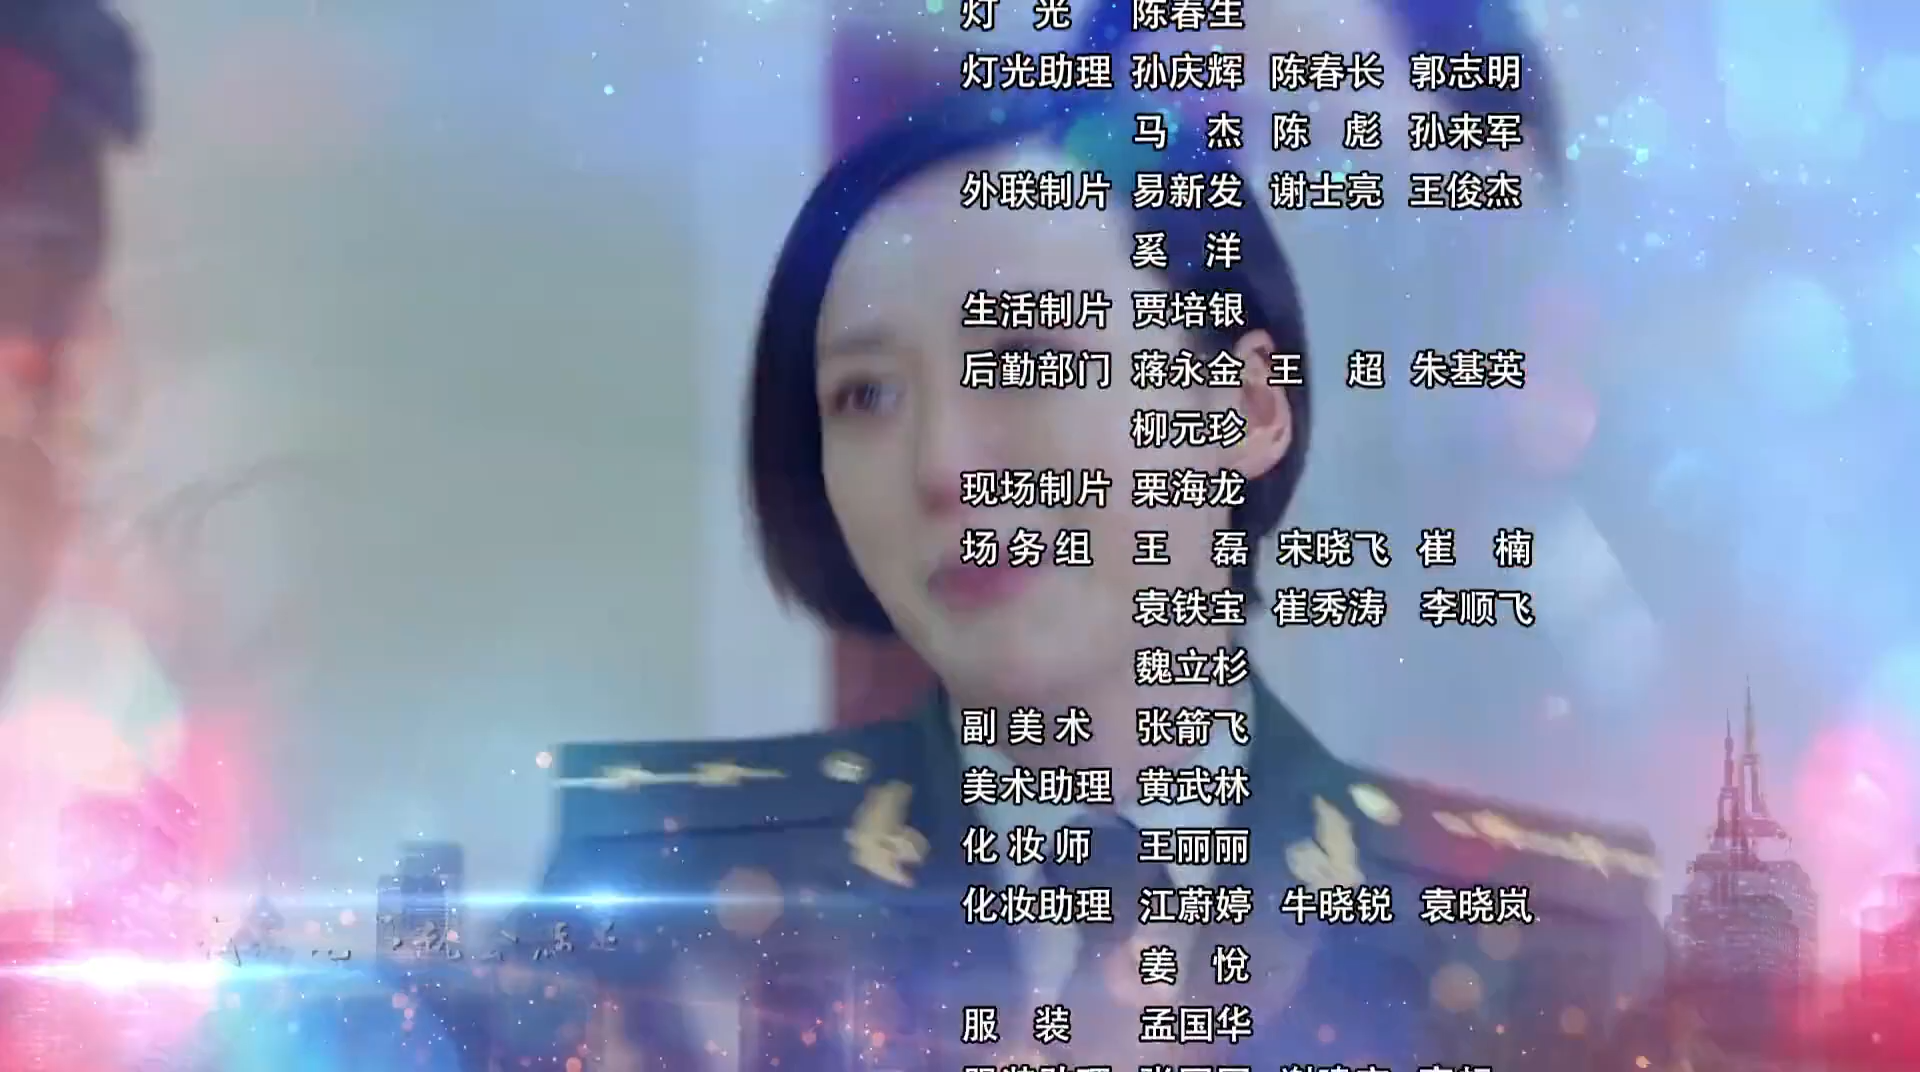 灯 光 陈春生
灯光助理 孙庆辉 陈春长 郭志明
马 杰 陈 彪 孙来军
外联制片 易新发 谢士亮 王俊杰
奚 洋
生活制片 贾培银
后勤部门 蒋永金 王 超 朱基英
柳元珍
现场制片 栗海龙
场务组 王 磊 宋晓飞 崔 楠
袁铁宝 崔秀涛 李顺飞
魏立杉
副美术 张箭飞
美术助理 黄武林
化妆师 王丽丽
化妆助理 江蔚婷 牛晓锐 袁晓岚
姜 悦
服 装 孟国华